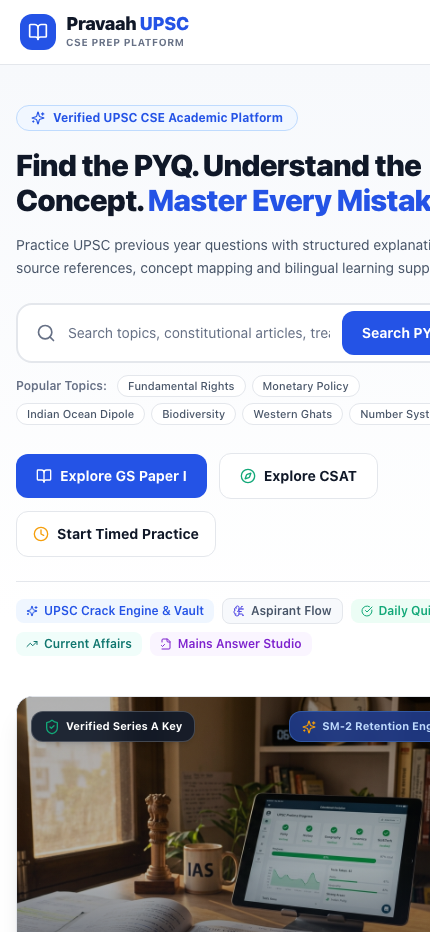 Pravaah UPSC
CSE PREP PLATFORM
Verified UPSC CSE Academic Platform
Find the PYQ. Understand the
Concept. Master Every Mistak
Practice UPSC previous year questions with structured explanati
source references, concept mapping and bilingual learning supp
Search topics, constitutional articles, trea
Search PY
Popular Topics:
Fundamental Rights
Monetary Policy
Indian Ocean Dipole
Biodiversity
Western Ghats
Number Syst
Explore GS Paper I
Explore CSAT
Start Timed Practice
UPSC Crack Engine & Vault
Aspirant Flow
Daily Qui
Current Affairs
Mains Answer Studio
Verified Series A Key
SM-2 Retention Eng
IAS